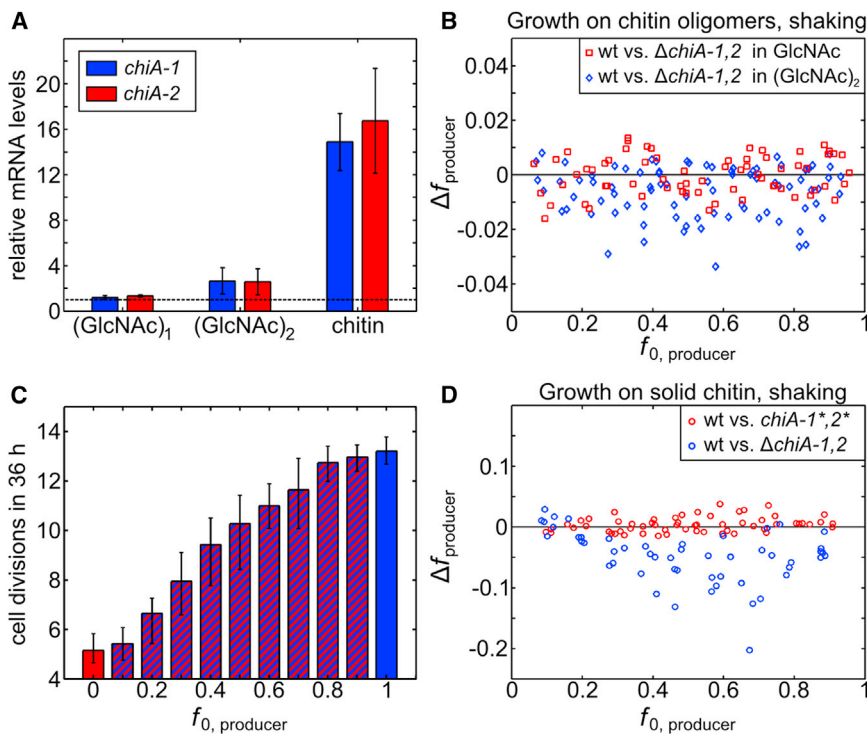 A
relative mRNA levels
20
16
12
8
4
0
chiA-1
chiA-2
(GlcNAc)1
(GlcNAc)2
chitin
B
Growth on chitin oligomers, shaking
wt vs. ΔchiA-1,2 in GlcNAc
wt vs. ΔchiA-1,2 in (GlcNAc)2
Δfproducer
0.04
0.02
0
-0.02
-0.04
0 0.2 0.4 0.6 0.8 1
f0, producer
C
cell divisions in 36 h
14
12
10
8
6
4
0 0.2 0.4 0.6 0.8 1
f0, producer
D
Growth on solid chitin, shaking
wt vs. chiA-1*,2*
wt vs. ΔchiA-1,2
Δfproducer
0.1
0
-0.1
-0.2
0 0.2 0.4 0.6 0.8 1
f0, producer